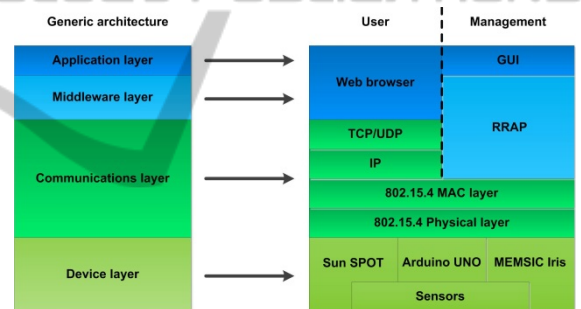 Generic architecture
User
Management
Application layer
Middleware layer
Communications layer
Device layer
Web browser
GUI
TCP/UDP
RRAP
IP
802.15.4 MAC layer
802.15.4 Physical layer
Sun SPOT
Arduino UNO
MEMSIC Iris
Sensors